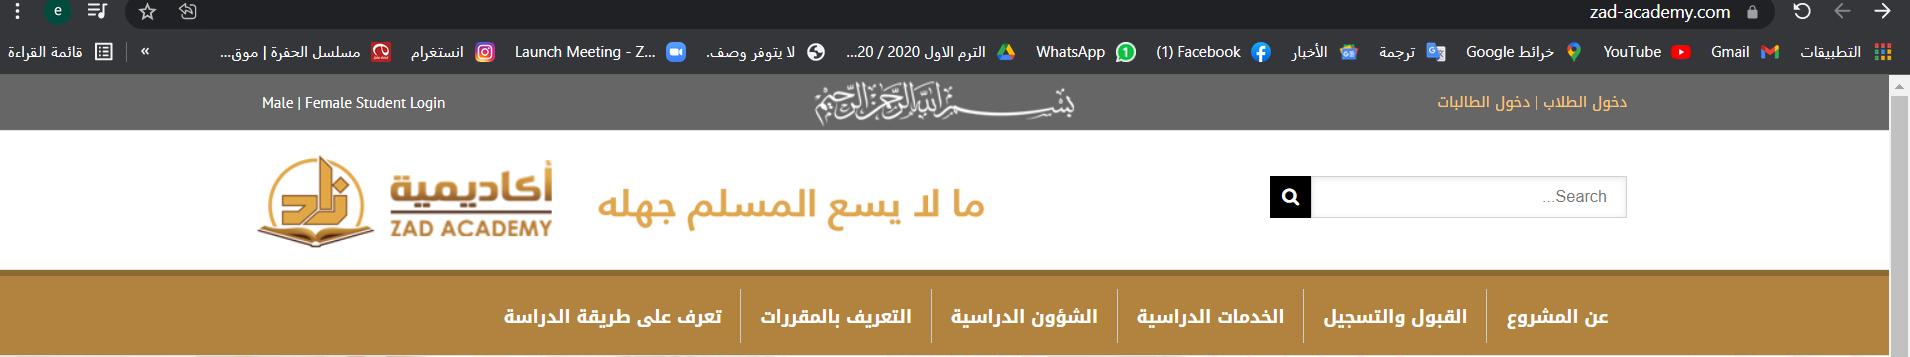 zad-academy.com
e
التطبيقات Gmail YouTube خرائط Google ترجمة الأخبار (1) Facebook WhatsApp الترم الاول 2020 / 20... لا يتوفر وصف. Launch Meeting - Z... انستغرام مسلسل الحفرة | موق... » قائمة القراءة
دخول الطلاب | دخول الطالبات
بسم الله الرحمن الرحيم
Male | Female Student Login
Search...
ما لا يسع المسلم جهله
أكاديمية
ZAD ACADEMY
زاد
عن المشروع
القبول والتسجيل
الخدمات الدراسية
الشؤون الدراسية
التعريف بالمقررات
تعرف على طريقة الدراسة